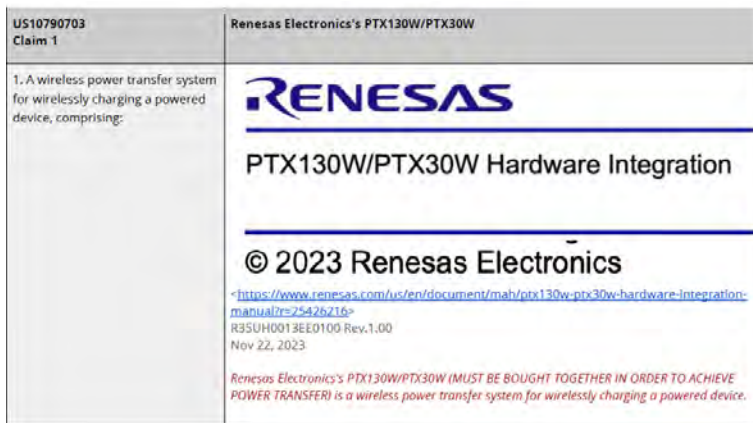 US10790703
Claim 1
Renesas Electronics's PTX130W/PTX30W
1. A wireless power transfer system
for wirelessly charging a powered
device, comprising:
RENESAS
PTX130W/PTX30W Hardware Integration
© 2023 Renesas Electronics
<https://www.renesas.com/us/en/document/mah/ptx130w-ptx30w-hardware-integration-
manual?r=25426216>
R35UH0013EE0100 Rev.1.00
Nov 22, 2023
Renesas Electronics's PTX130W/PTX30W (MUST BE BOUGHT TOGETHER IN ORDER TO ACHIEVE
POWER TRANSFER) is a wireless power transfer system for wirelessly charging a powered device.